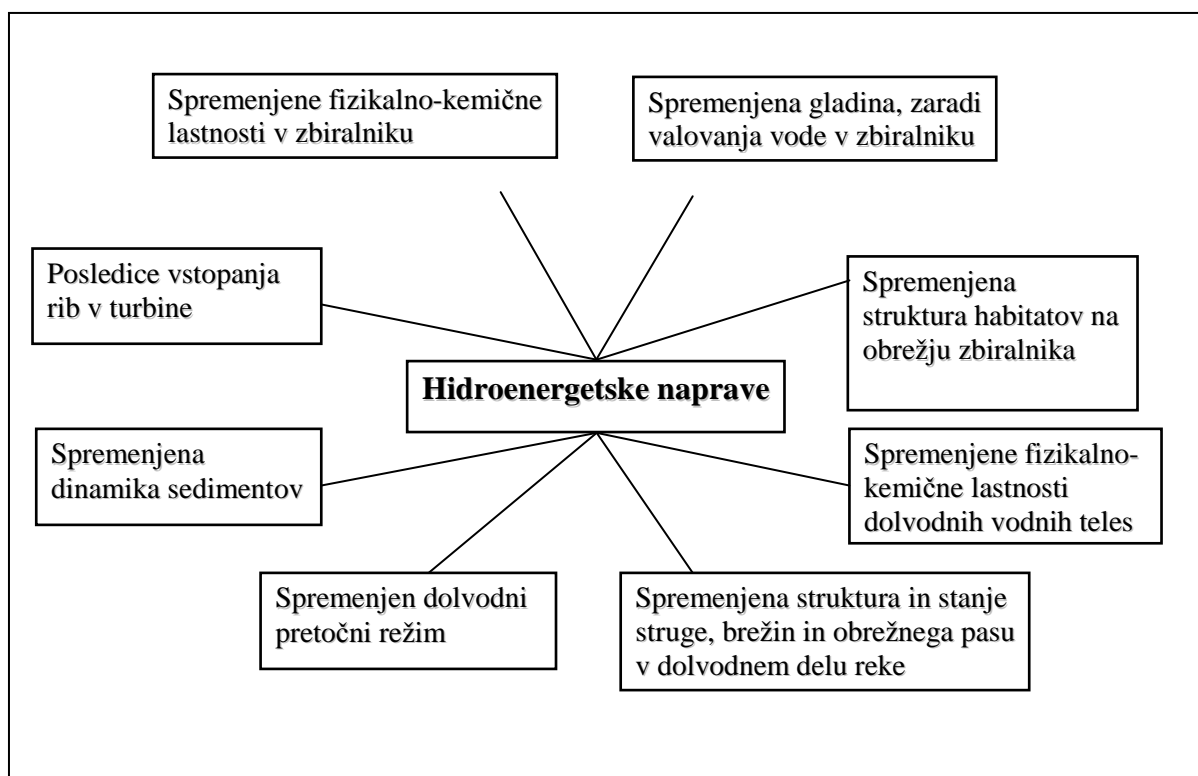 Spremenjene fizikalno-kemične
lastnosti v zbiralniku
Spremenjena gladina, zaradi
valovanja vode v zbiralniku
Posledice vstopanja
rib v turbine
Spremenjena
struktura habitatov na
obrežju zbiralnika
Hidroenergetske naprave
Spremenjena
dinamika sedimentov
Spremenjene fizikalno-
kemične lastnosti
dolvodnih vodnih teles
Spremenjen dolvodni
pretočni režim
Spremenjena struktura in stanje
struge, brežin in obrežnega pasu
v dolvodnem delu reke